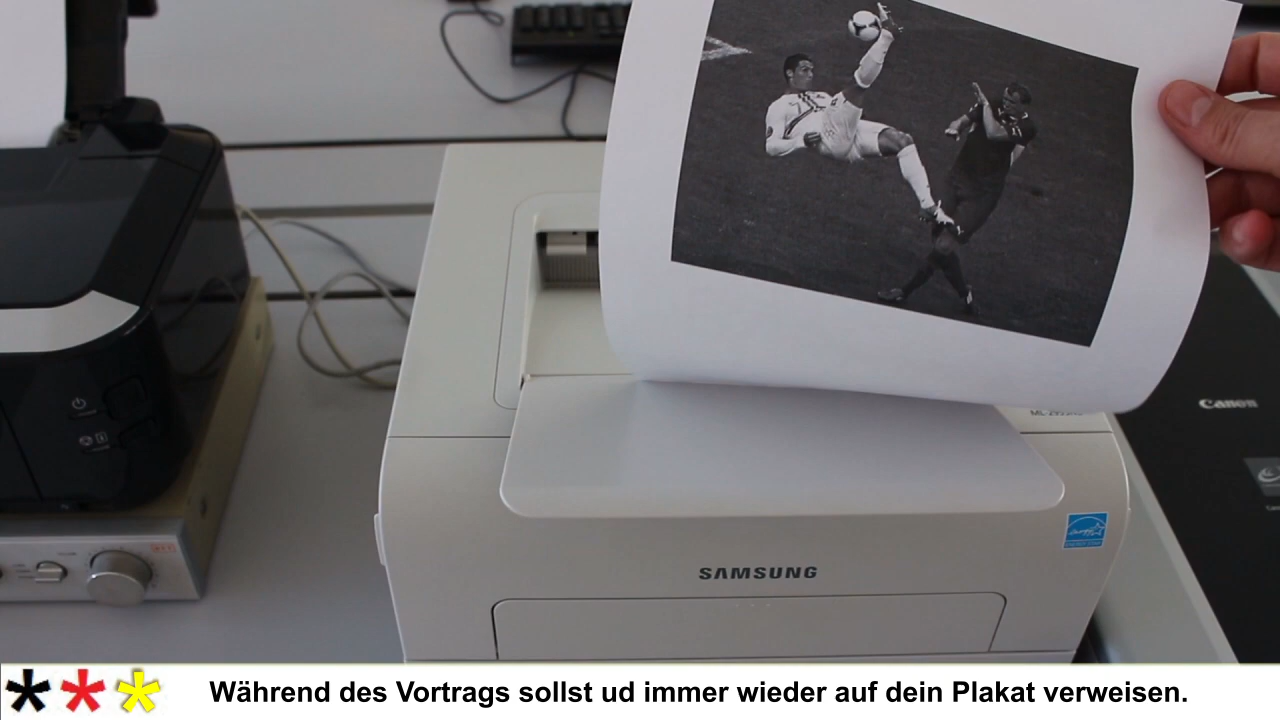 Canon
SAMSUNG
Während des Vortrags sollst ud immer wieder auf dein Plakat verweisen.